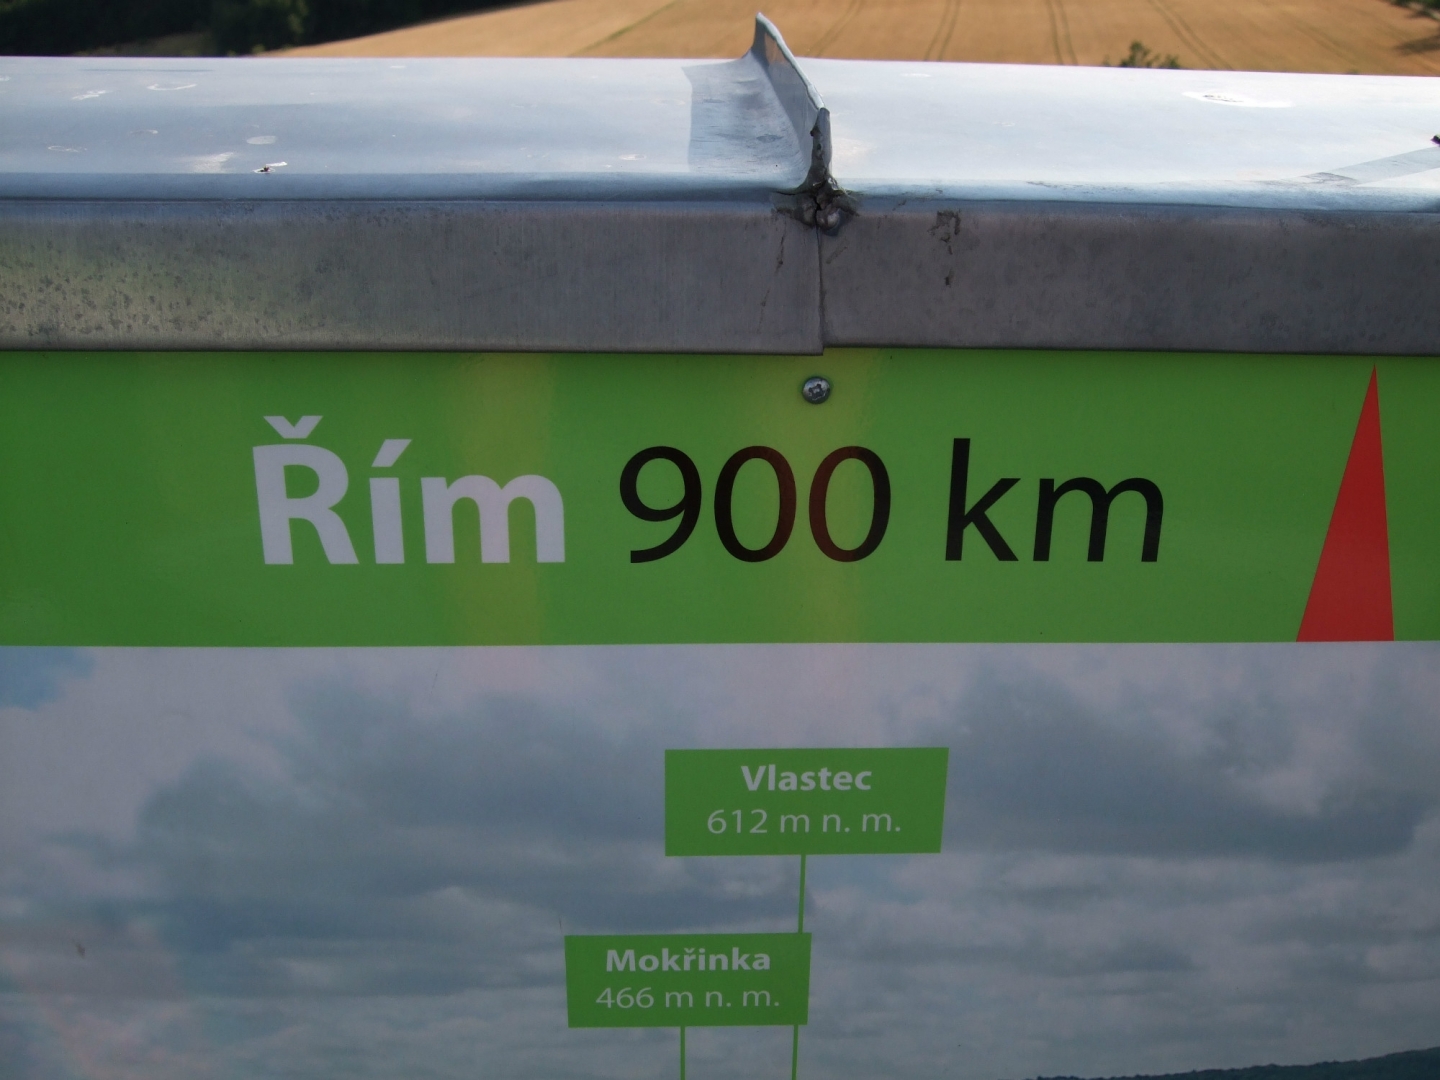 Řím 900 km
Vlastec
612 m n. m.
Mokřinka
466 m n. m.